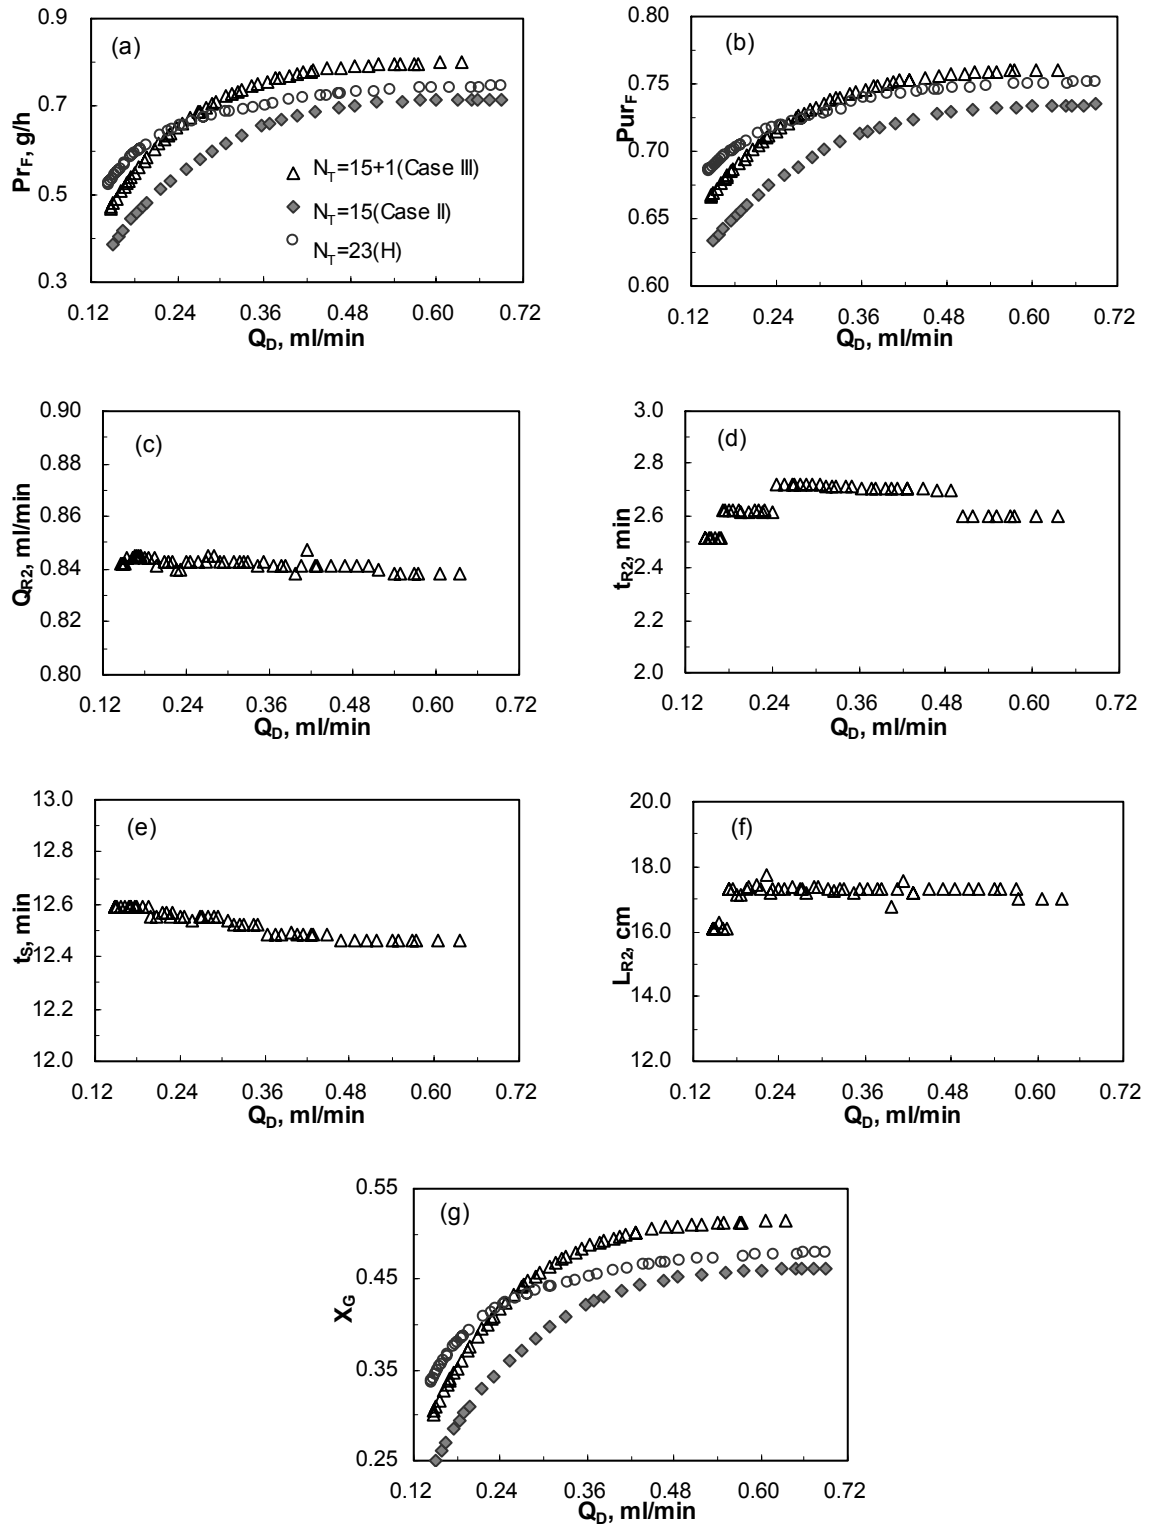 0.9
0.7
0.5
0.3
Pr_F, g/h
(a)
N_T=15+1(Case III)
N_T=15(Case II)
N_T=23(H)
0.12 0.24 0.36 0.48 0.60 0.72
Q_D, ml/min
0.80
0.75
0.70
0.65
0.60
Pur_F
(b)
0.12 0.24 0.36 0.48 0.60 0.72
Q_D, ml/min
0.90
0.88
0.86
0.84
0.82
0.80
Q_R2, ml/min
(c)
0.12 0.24 0.36 0.48 0.60 0.72
Q_D, ml/min
3.0
2.8
2.6
2.4
2.2
2.0
t_R2, min
(d)
0.12 0.24 0.36 0.48 0.60 0.72
Q_D, ml/min
13.0
12.8
12.6
12.4
12.2
12.0
t_S, min
(e)
0.12 0.24 0.36 0.48 0.60 0.72
Q_D, ml/min
20.0
18.0
16.0
14.0
12.0
L_R2, cm
(f)
0.12 0.24 0.36 0.48 0.60 0.72
Q_D, ml/min
0.55
0.45
0.35
0.25
X_G
(g)
0.12 0.24 0.36 0.48 0.60 0.72
Q_D, ml/min